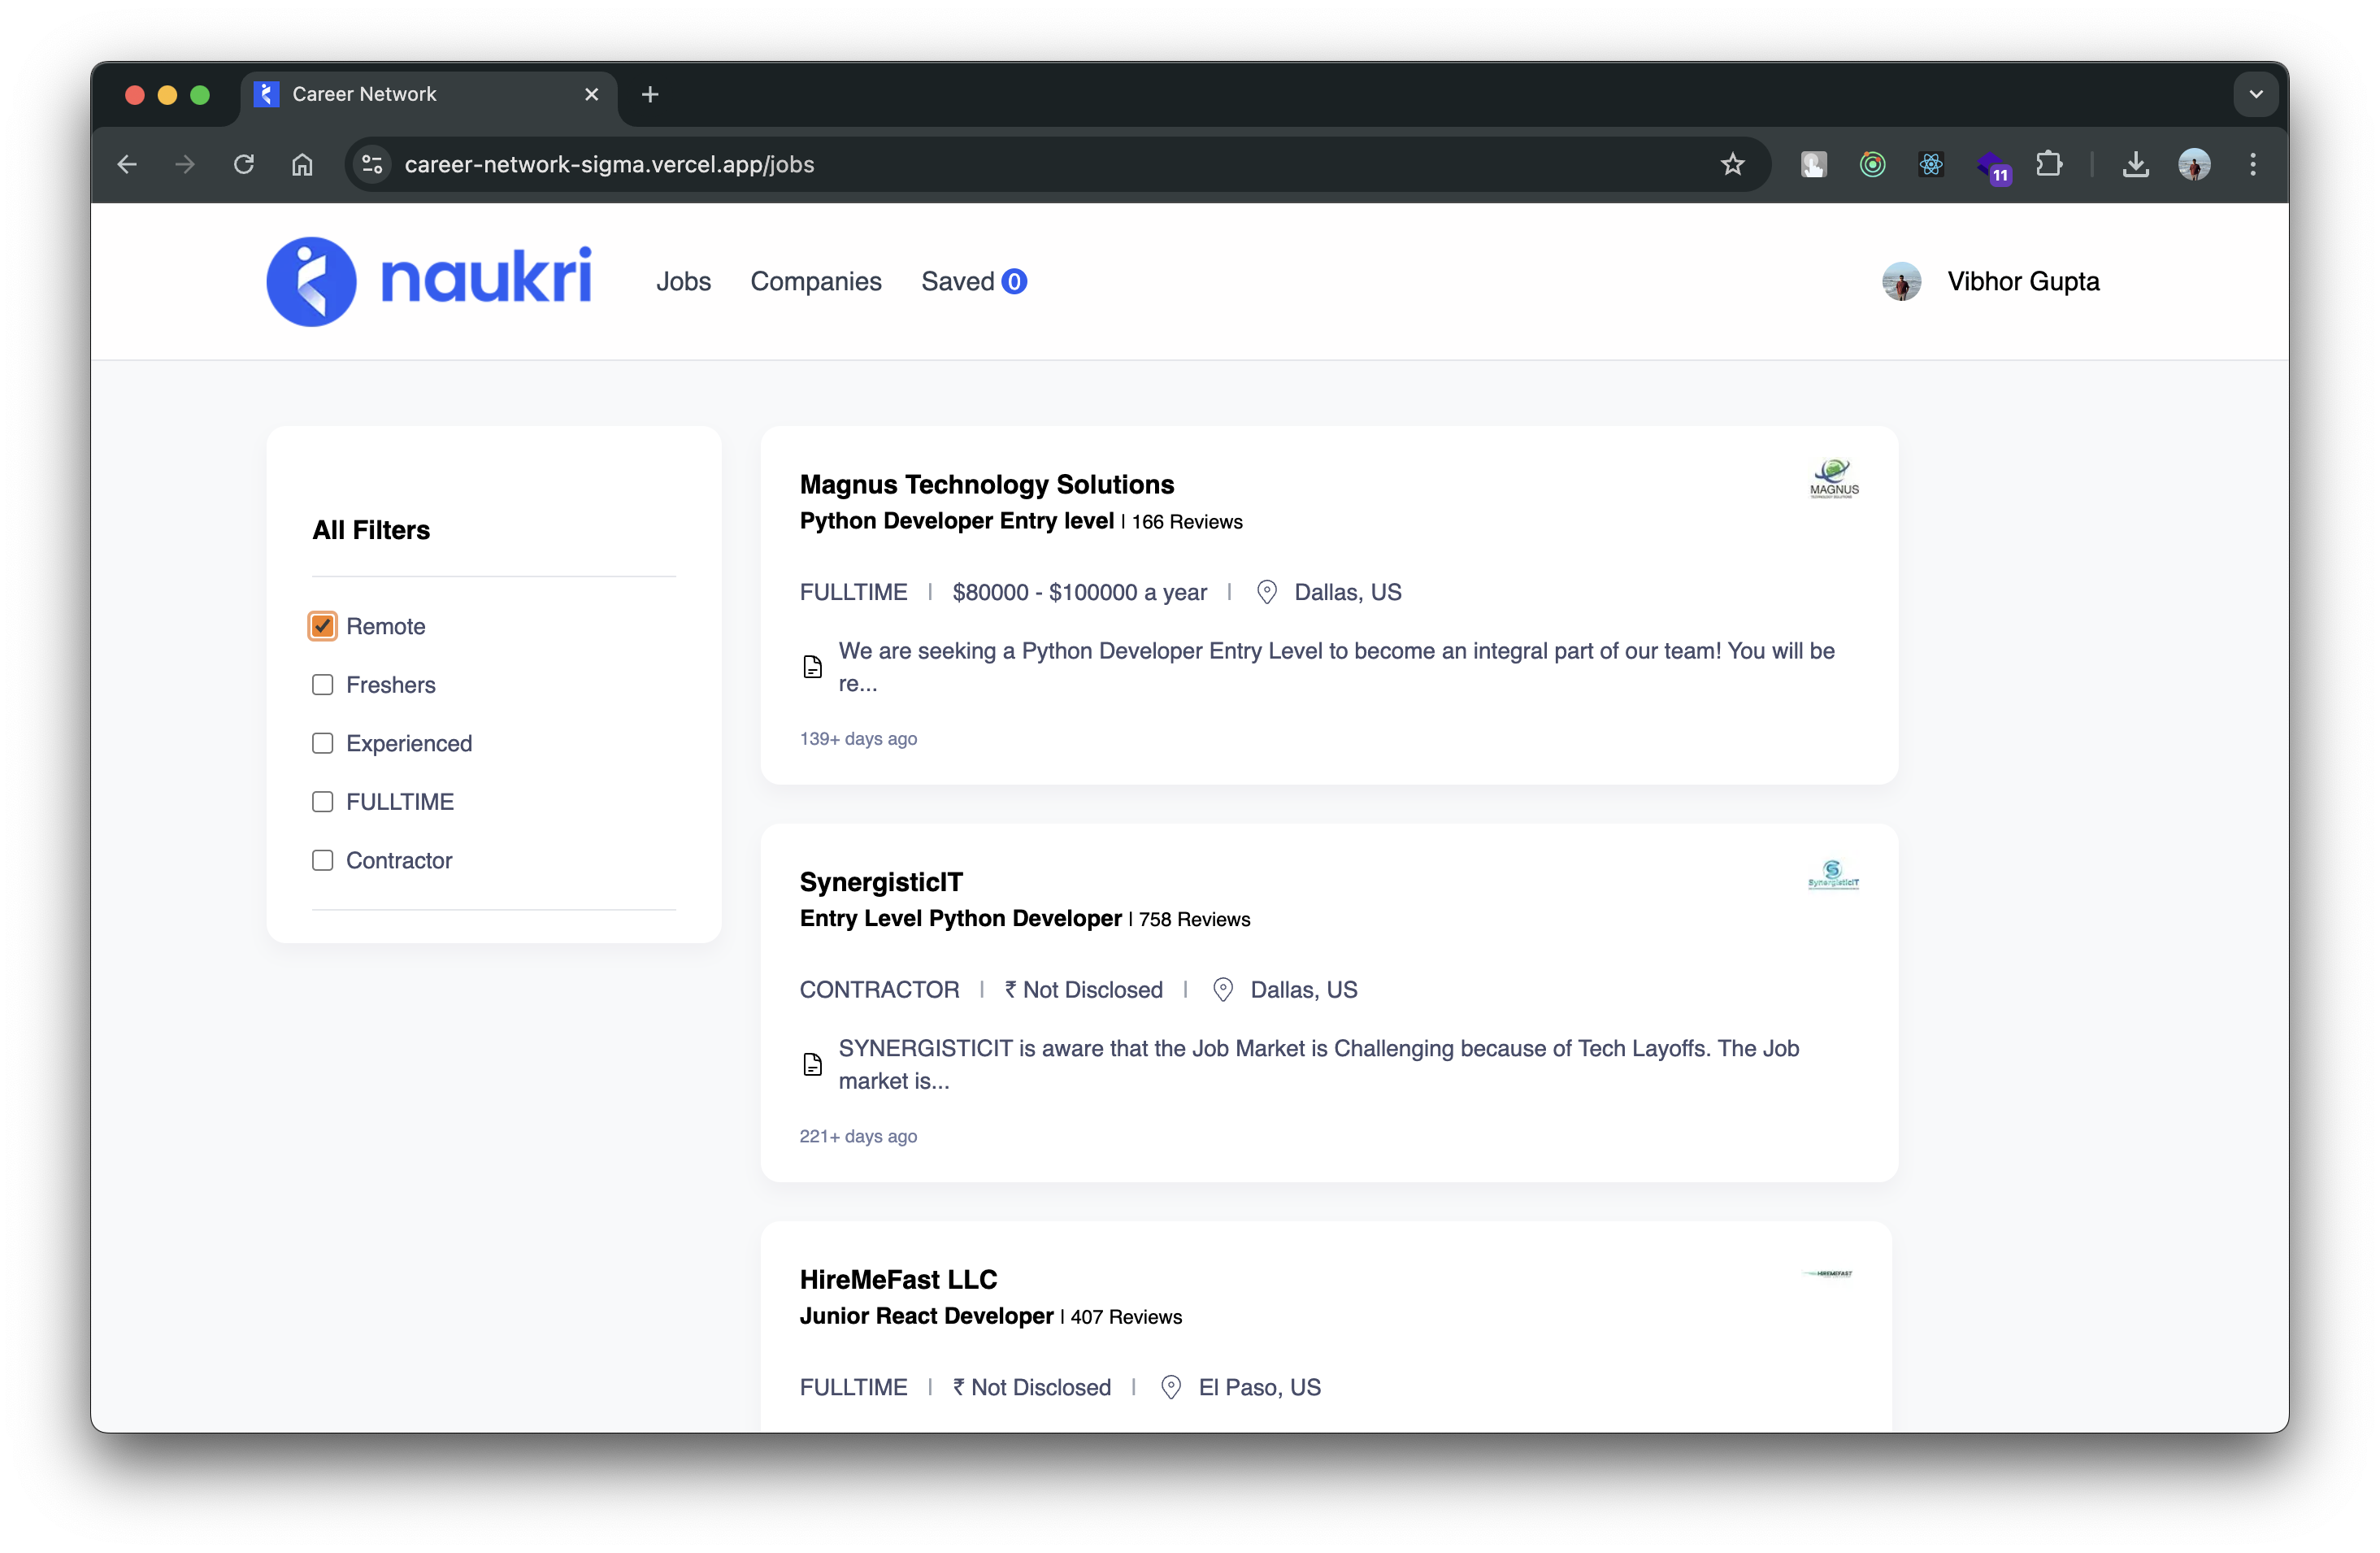 Career Network
career-network-sigma.vercel.app/jobs
11
naukri
Jobs
Companies
Saved 0
Vibhor Gupta
All Filters
Remote
Freshers
Experienced
FULLTIME
Contractor
Magnus Technology Solutions
MAGNUS
Python Developer Entry level | 166 Reviews
FULLTIME | $80000 - $100000 a year | Dallas, US
We are seeking a Python Developer Entry Level to become an integral part of our team! You will be
re...
139+ days ago
SynergisticIT
SynergisticIT
Entry Level Python Developer | 758 Reviews
CONTRACTOR | ₹ Not Disclosed | Dallas, US
SYNERGISTICIT is aware that the Job Market is Challenging because of Tech Layoffs. The Job
market is...
221+ days ago
HireMeFast LLC
HIREMEFAST
Junior React Developer | 407 Reviews
FULLTIME | ₹ Not Disclosed | El Paso, US